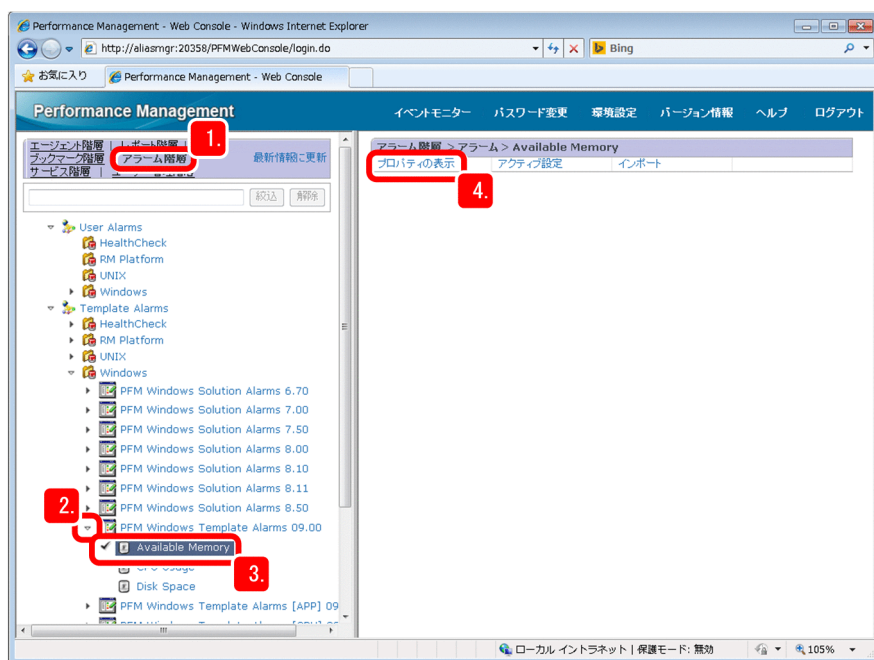 Performance Management - Web Console - Windows Internet Explorer
http://aliasmgr:20358/PFMWebConsole/login.do
Bing
お気に入り
Performance Management - Web Console
Performance Management
イベントモニター パスワード変更 環境設定 バージョン情報 ヘルプ ログアウト
エージェント階層 | レポート階層 |
ブックマーク階層 アラーム階層 最新情報に更新
サービス階層 |
1.
アラーム階層 > アラーム > Available Memory
プロパティの表示 アクティブ設定 インポート
4.
絞込 解除
User Alarms
HealthCheck
RM Platform
UNIX
Windows
Template Alarms
HealthCheck
RM Platform
UNIX
Windows
PFM Windows Solution Alarms 6.70
PFM Windows Solution Alarms 7.00
PFM Windows Solution Alarms 7.50
PFM Windows Solution Alarms 8.00
PFM Windows Solution Alarms 8.10
PFM Windows Solution Alarms 8.11
PFM Windows Solution Alarms 8.50
2.
PFM Windows Template Alarms 09.00
Available Memory
CPU Usage
3.
Disk Space
PFM Windows Template Alarms [APP] 09
ローカル イントラネット | 保護モード: 無効
105%